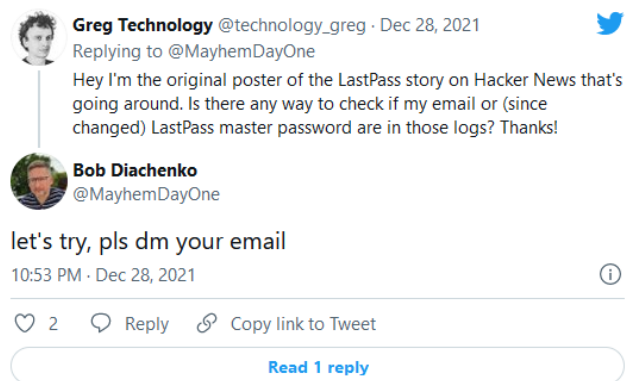 Greg Technology @technology_greg · Dec 28, 2021
Replying to @MayhemDayOne
Hey I'm the original poster of the LastPass story on Hacker News that's
going around. Is there any way to check if my email or (since
changed) LastPass master password are in those logs? Thanks!
Bob Diachenko
@MayhemDayOne
let's try, pls dm your email
10:53 PM · Dec 28, 2021
2 Reply Copy link to Tweet
Read 1 reply